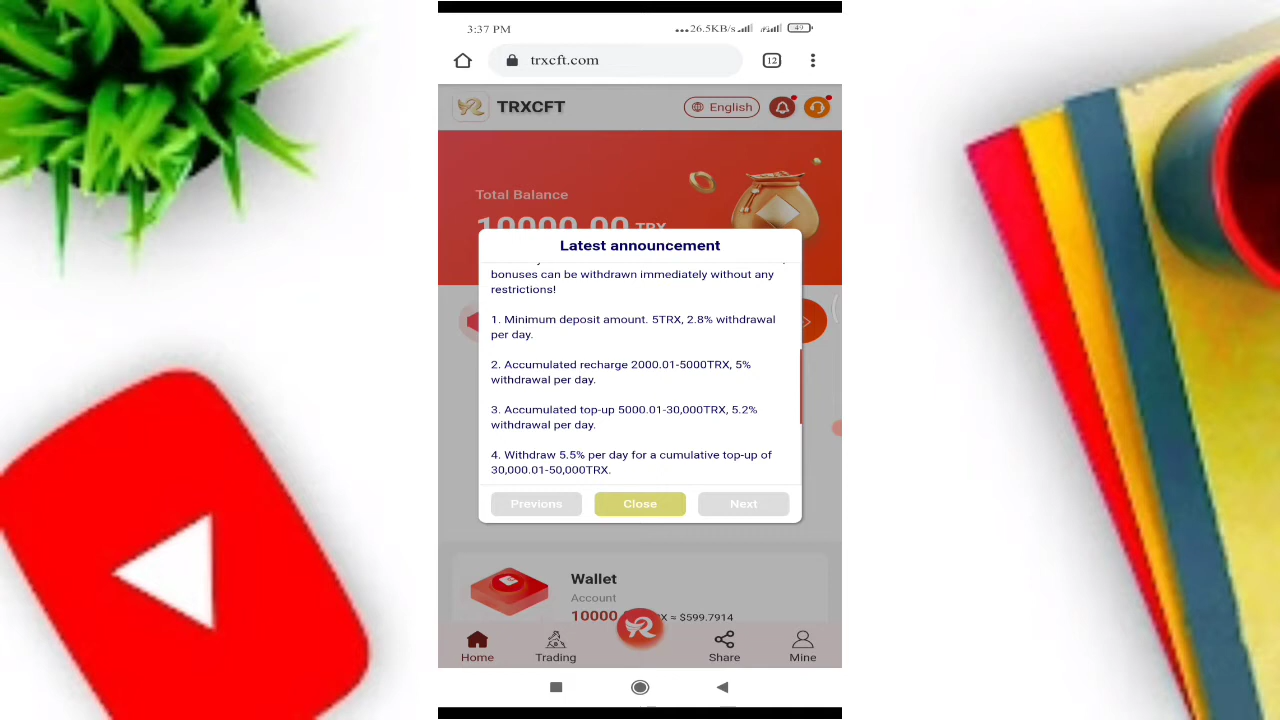 3:37 PM
26.5KB/s
49
trxcft.com
12
TRXCFT
English
Total Balance
10000.00 TRX
Latest announcement
bonuses can be withdrawn immediately without any
restrictions!
1. Minimum deposit amount. 5TRX, 2.8% withdrawal
per day.
2. Accumulated recharge 2000.01-5000TRX, 5%
withdrawal per day.
3. Accumulated top-up 5000.01-30,000TRX, 5.2%
withdrawal per day.
4. Withdraw 5.5% per day for a cumulative top-up of
30,000.01-50,000TRX.
Previons
Close
Next
Wallet
Account
10000 ≈ $599.7914
Home
Trading
Share
Mine